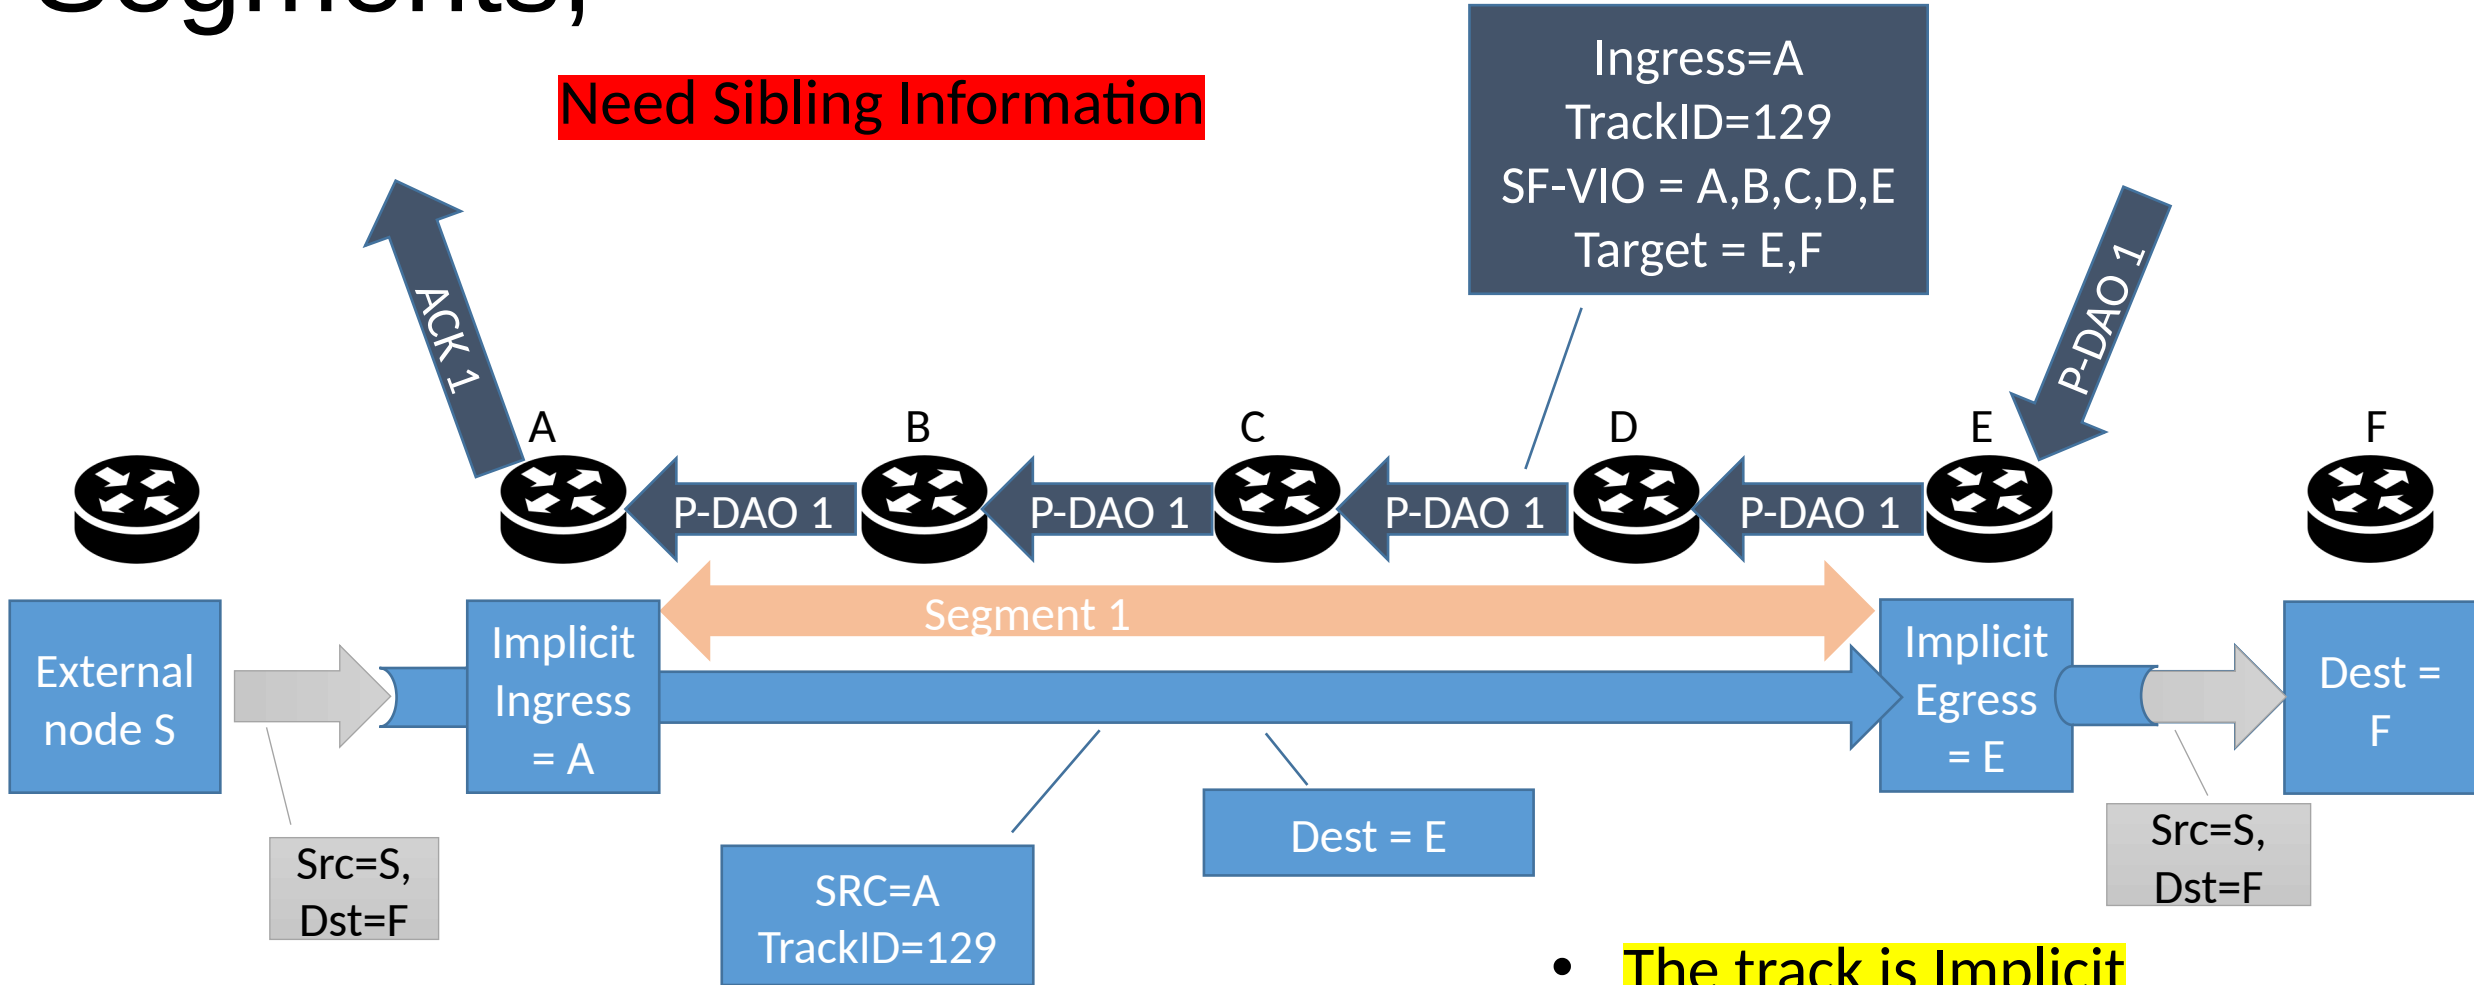 Segments,
Need Sibling Information
Ingress=A
TrackID=129
SF-VIO = A,B,C,D,E
Target = E,F
ACK 1
P-DAO 1
A
B
C
D
E
F
P-DAO 1
P-DAO 1
P-DAO 1
P-DAO 1
Segment 1
External
node S
Implicit
Ingress
= A
Implicit
Egress
= E
Dest =
F
Src=S,
Dst=F
SRC=A
TrackID=129
Dest = E
Src=S,
Dst=F
• The track is Implicit